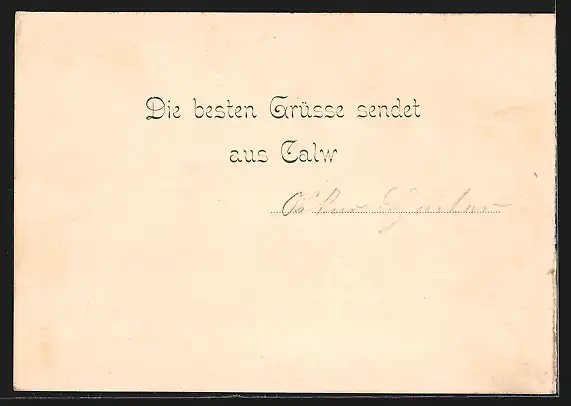 Die besten Grüsse sendet
aus Calw